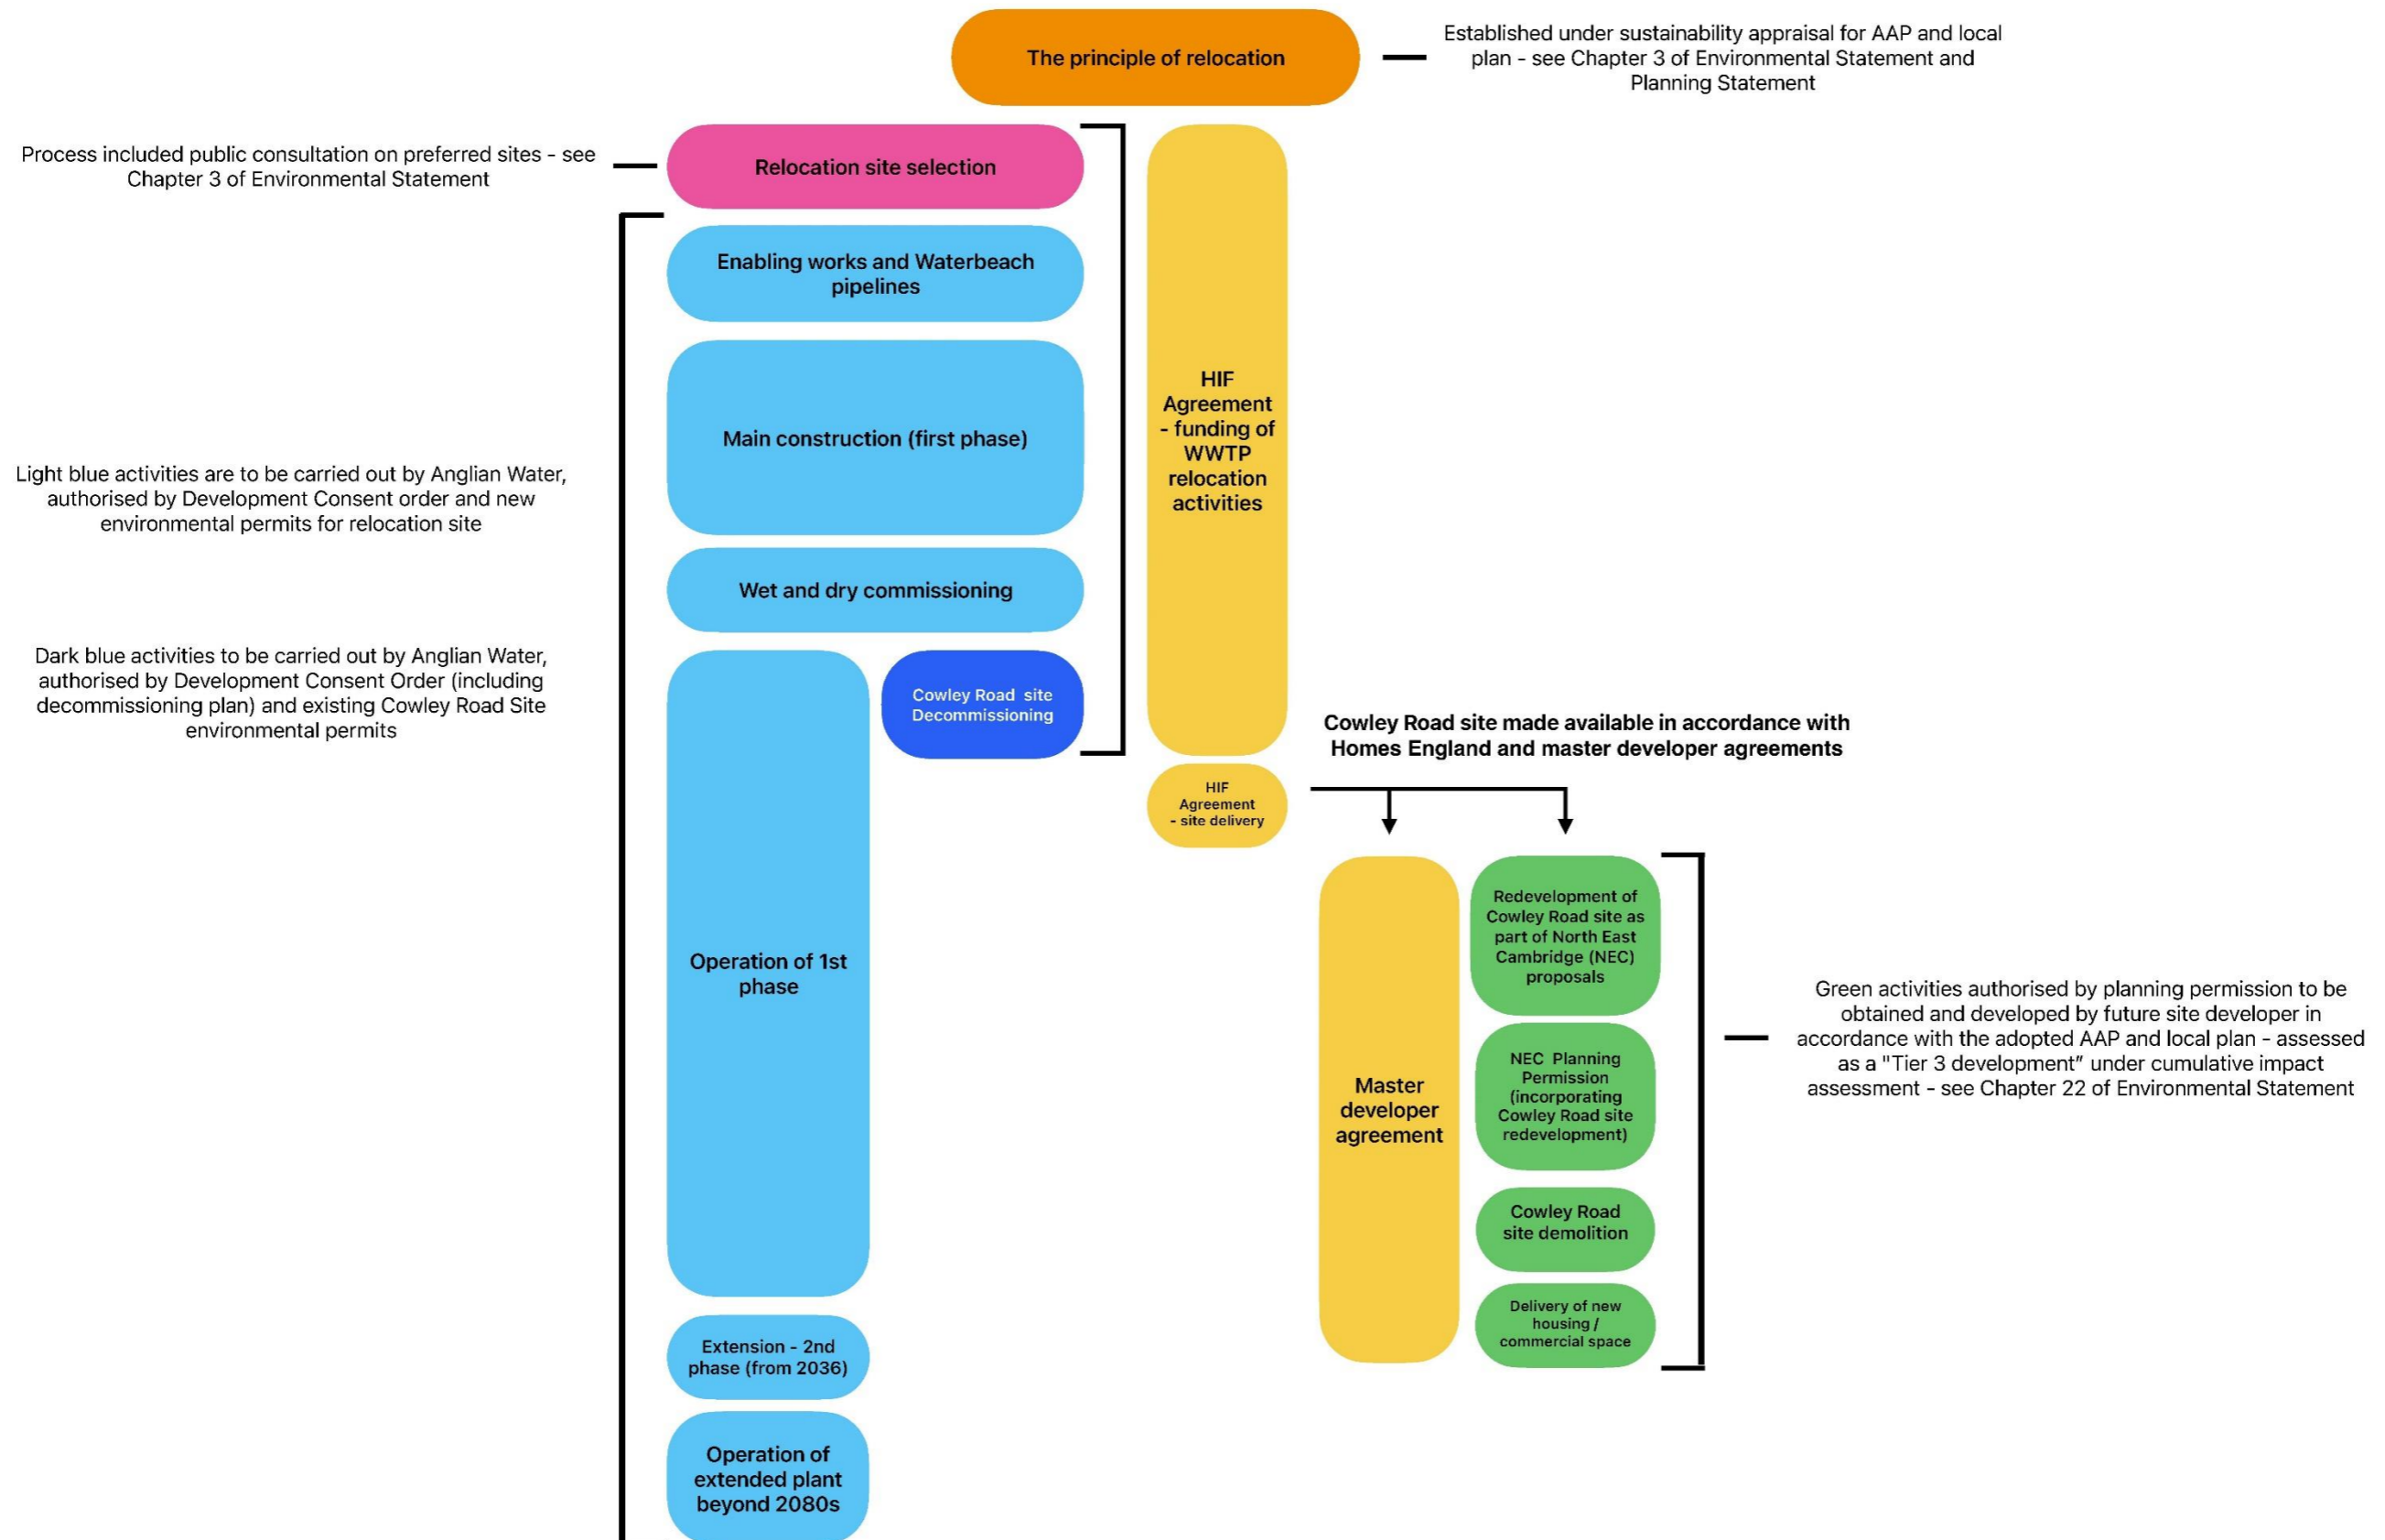 The principle of relocation
Established under sustainability appraisal for AAP and local
plan - see Chapter 3 of Environmental Statement and
Planning Statement
Process included public consultation on preferred sites - see
Chapter 3 of Environmental Statement
Relocation site selection
Enabling works and Waterbeach
pipelines
Main construction (first phase)
HIF
Agreement
- funding of
WWTP
relocation
activities
Light blue activities are to be carried out by Anglian Water,
authorised by Development Consent order and new
environmental permits for relocation site
Wet and dry commissioning
Dark blue activities to be carried out by Anglian Water,
authorised by Development Consent Order (including
decommissioning plan) and existing Cowley Road Site
environmental permits
Cowley Road site
Decommissioning
Cowley Road site made available in accordance with
Homes England and master developer agreements
HIF
Agreement
- site delivery
Operation of 1st
phase
Master
developer
agreement
Redevelopment of
Cowley Road site as
part of North East
Cambridge (NEC)
proposals
NEC Planning
Permission
(incorporating
Cowley Road site
redevelopment)
Cowley Road
site demolition
Delivery of new
housing /
commercial space
Green activities authorised by planning permission to be
obtained and developed by future site developer in
accordance with the adopted AAP and local plan - assessed
as a "Tier 3 development” under cumulative impact
assessment - see Chapter 22 of Environmental Statement
Extension - 2nd
phase (from 2036)
Operation of
extended plant
beyond 2080s